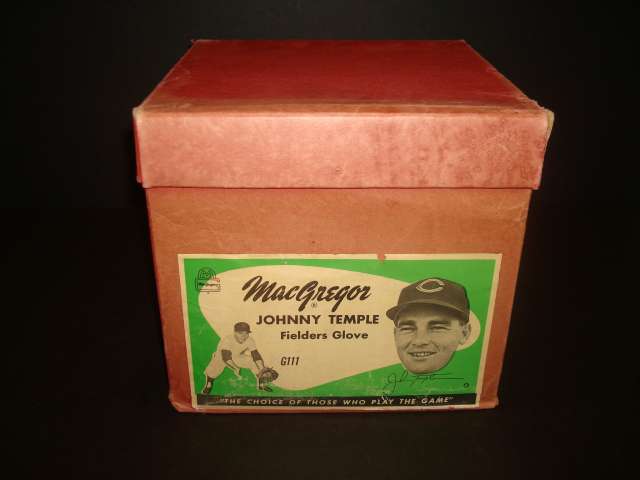 MacGregor
®
JOHNNY TEMPLE
Fielders Glove
G111
"THE CHOICE OF THOSE WHO PLAY THE GAME"